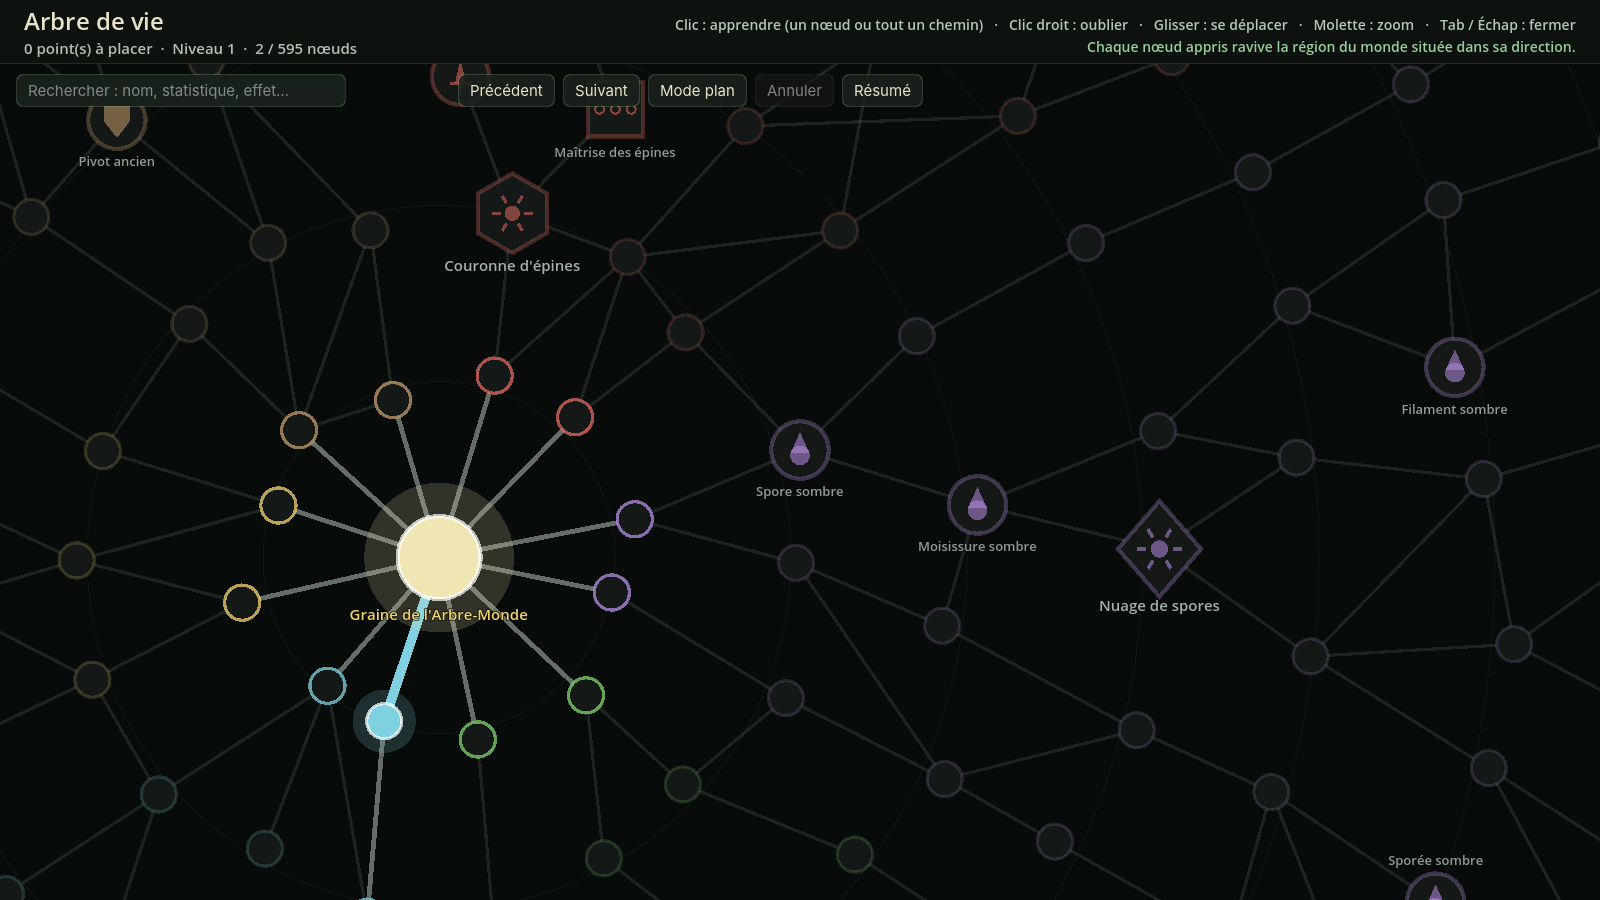 Arbre de vie
0 point(s) à placer · Niveau 1 · 2 / 595 nœuds
Clic : apprendre (un nœud ou tout un chemin) · Clic droit : oublier · Glisser : se déplacer · Molette : zoom · Tab / Échap : fermer
Chaque nœud appris ravive la région du monde située dans sa direction.
Rechercher : nom, statistique, effet...
Précédent
Suivant
Mode plan
Annuler
Résumé
Pivot ancien
Maîtrise des épines
Couronne d'épines
Filament sombre
Spore sombre
Moisissure sombre
Nuage de spores
Graine de l'Arbre-Monde
Sporée sombre